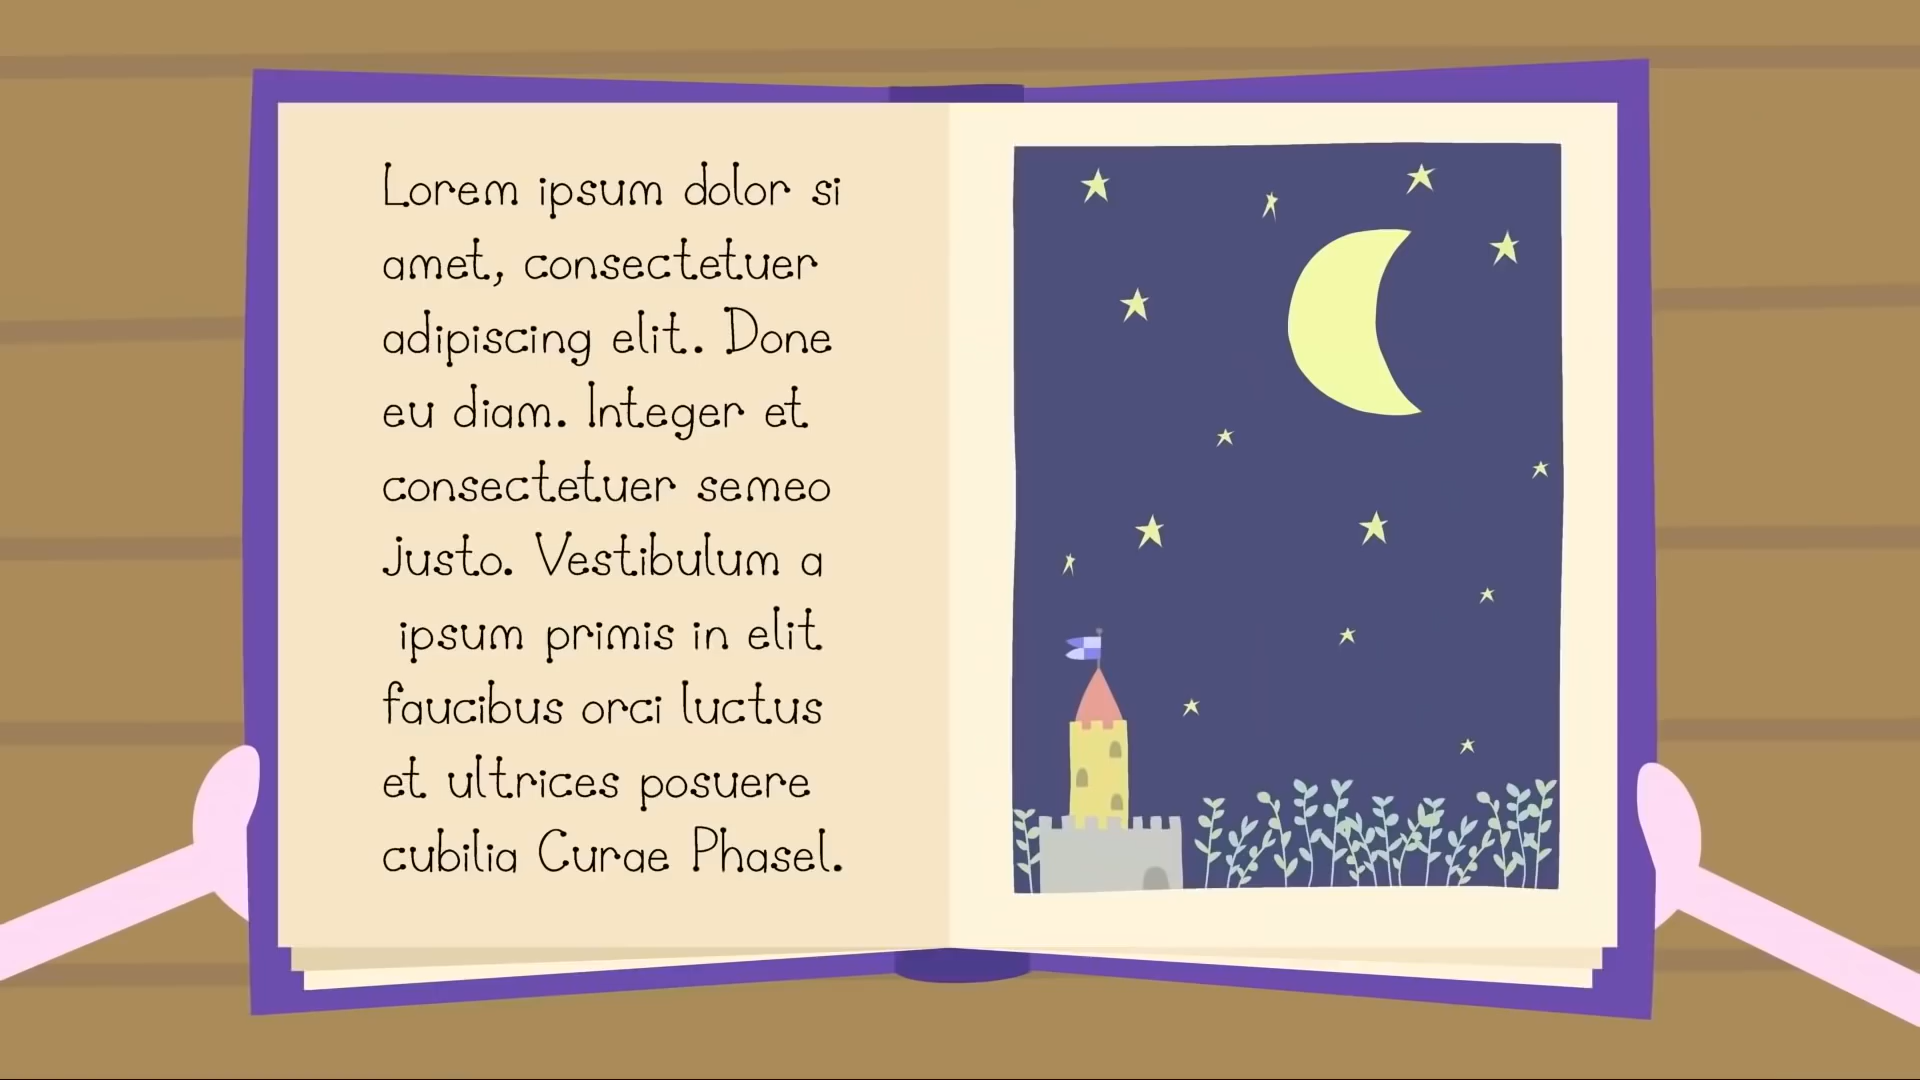 Lorem ipsum dolor si
amet, consectetuer
adipiscing elit. Done
eu diam. Integer et
consectetuer semeo
justo. Vestibulum a
ipsum primis in elit
faucibus orci luctus
et ultrices posuere
cubilia Curae Phasel.